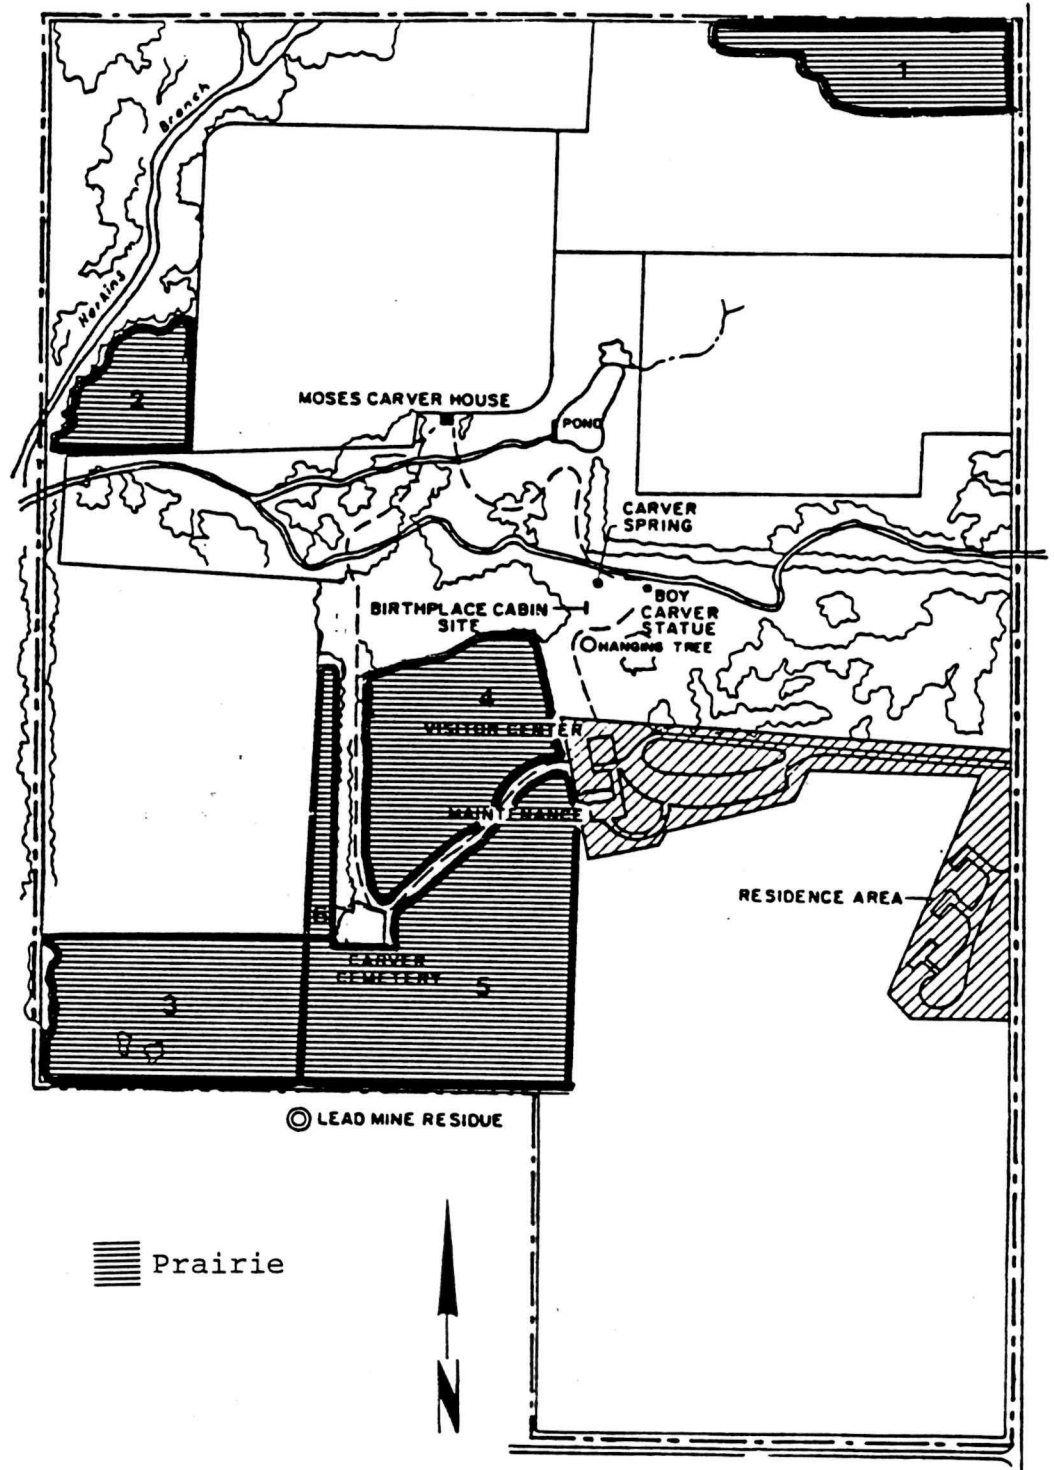 1
Branch
Harkins
2
MOSES CARVER HOUSE
POND
CARVER
SPRING
BIRTHPLACE CABIN
SITE
BOY
CARVER
STATUE
HANGING TREE
4
VISITOR CENTER
MAINTENANCE
RESIDENCE AREA
6
CARVER
CEMETERY
5
3
LEAD MINE RESIDUE
Prairie
N